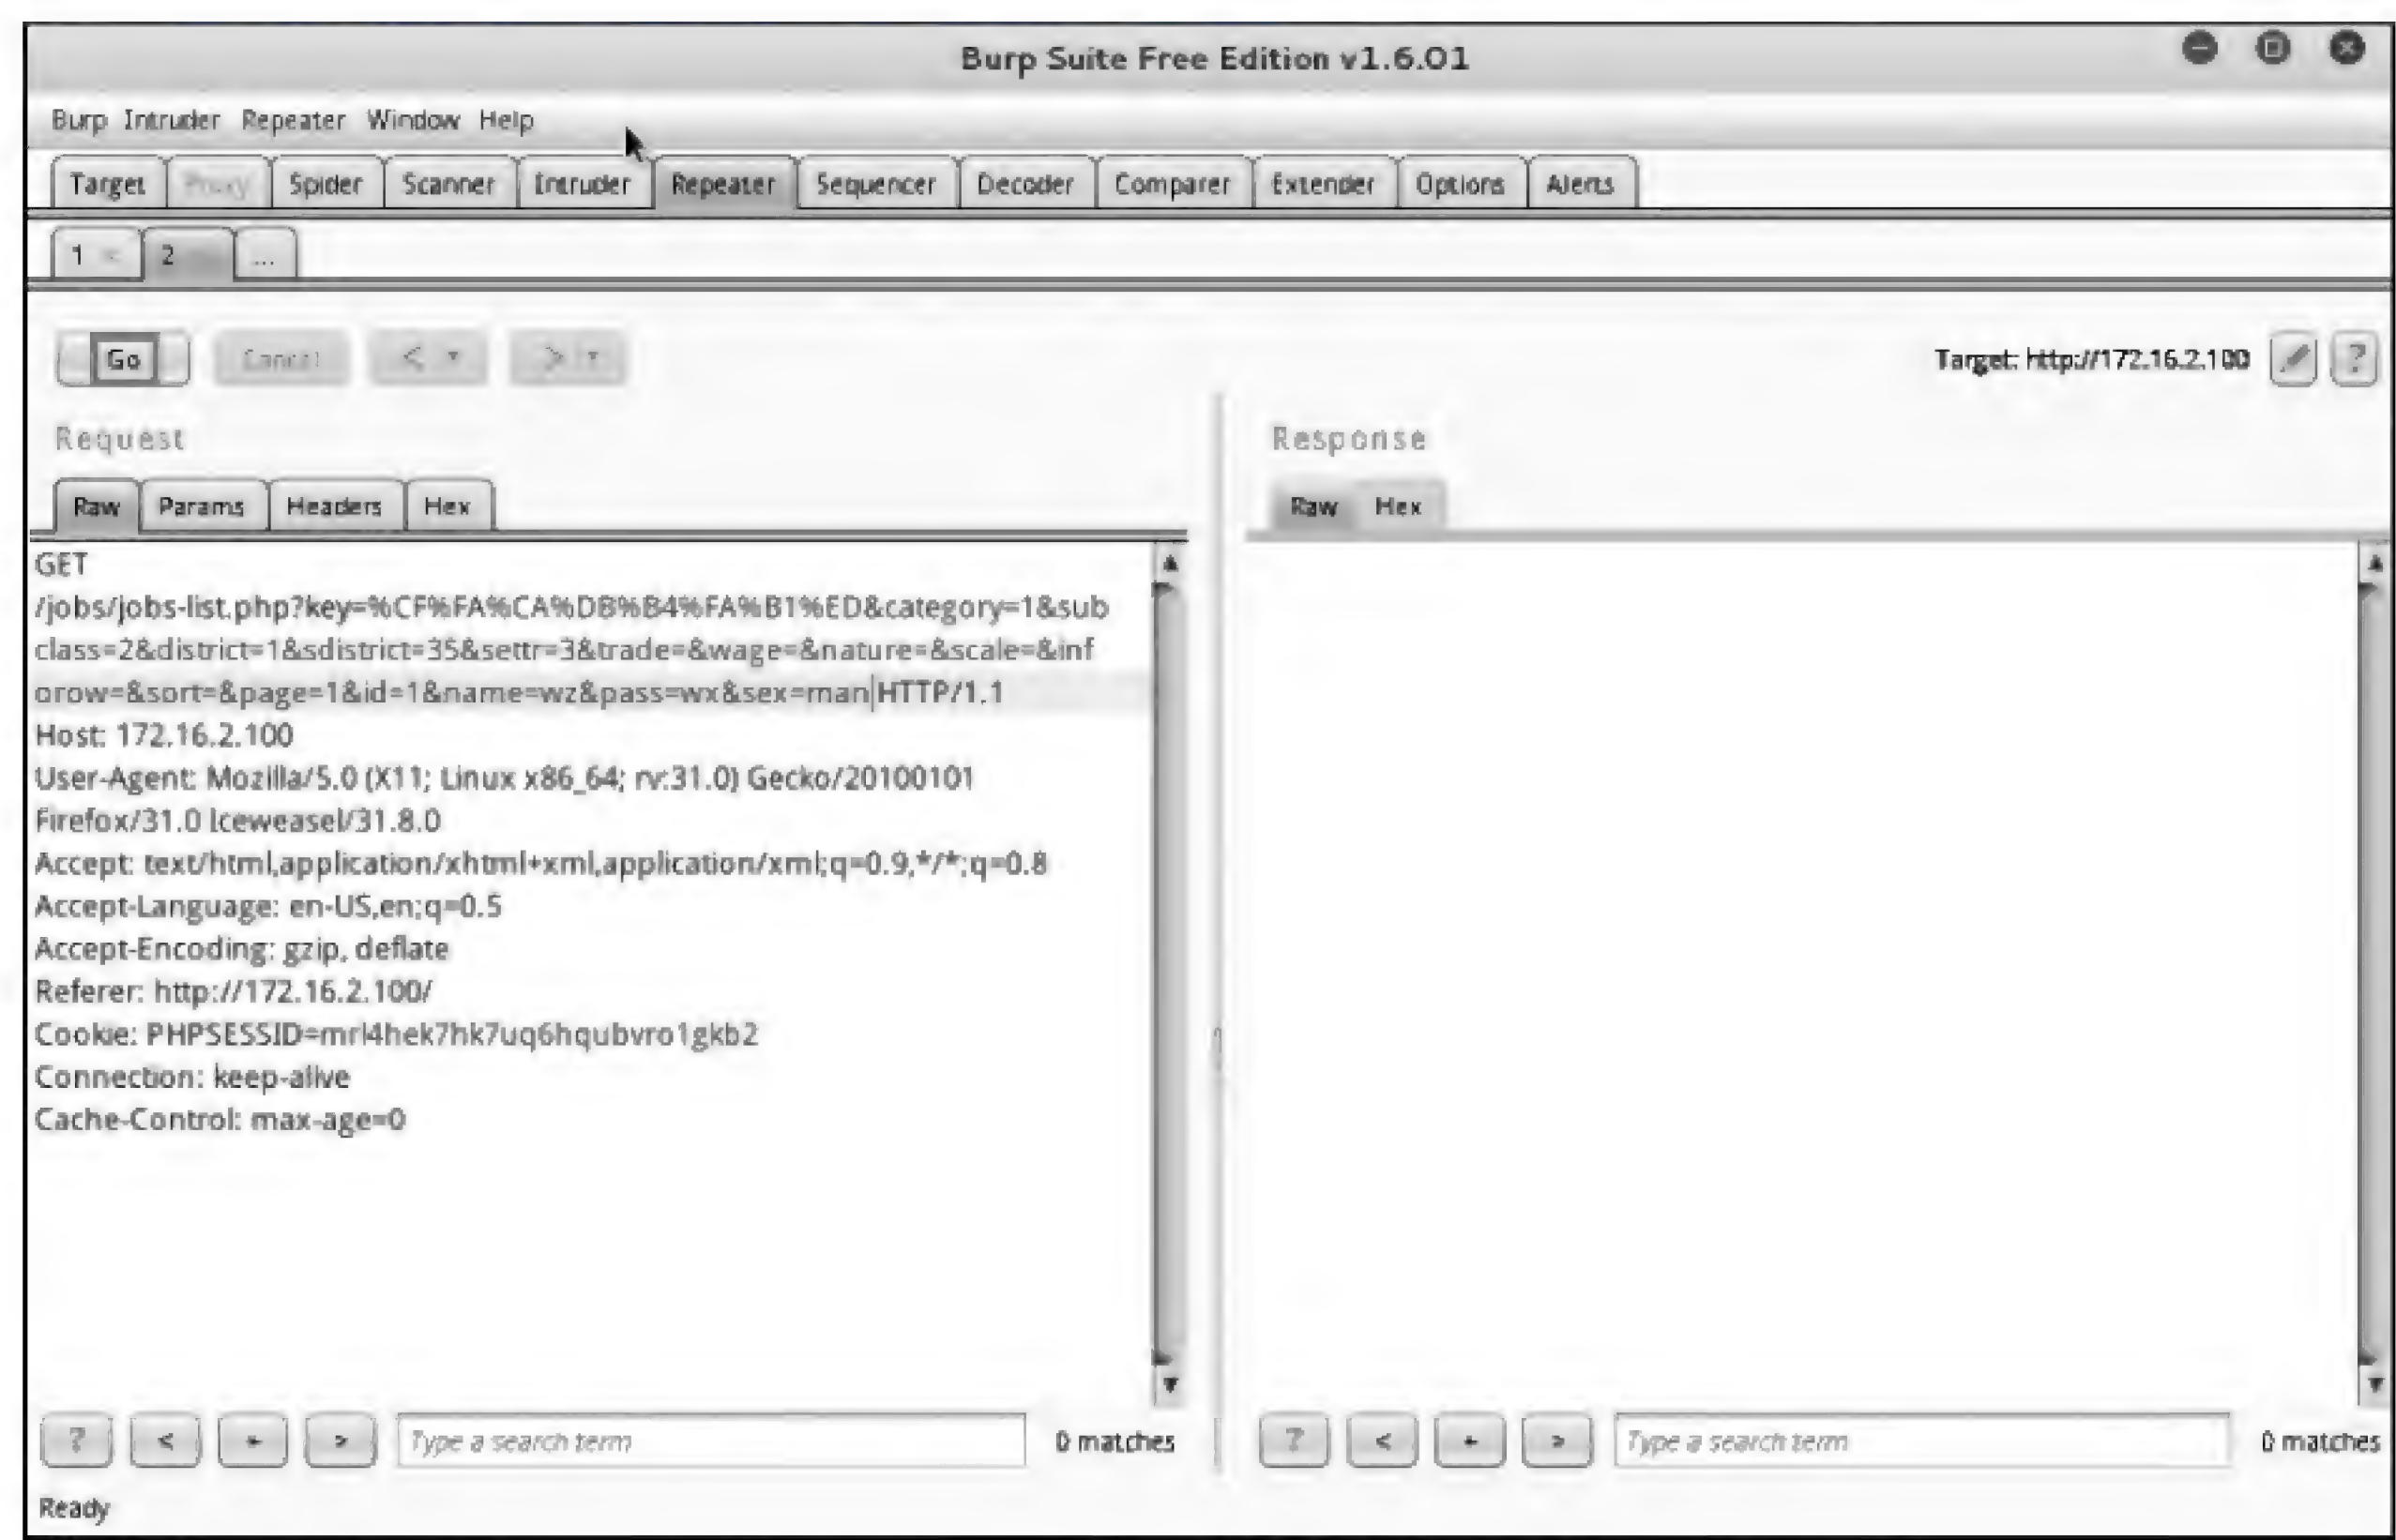 Burp Suite Free Edition v1.6.01
Burp Intruder Repeater Window Help
Target Proxy Spider Scanner Intruder Repeater Sequencer Decoder Comparer Extender Options Alerts
1 2 ...
Go Cancel < >
Target: http://172.16.2.100 ?
Request
Response
Raw Params Headers Hex
Raw Hex
GET
/jobs/jobs-list.php?key=%CF%FA%CA%DB%B4%FA%B1%ED&category=1&sub
class=2&district=1&sdistrict=35&settr=3&trade=&wage=&nature=&scale=&inf
orow=&sort=&page=1&id=1&name=wz&pass=wx&sex=man HTTP/1.1
Host: 172.16.2.100
User-Agent: Mozilla/5.0 (X11; Linux x86_64; rv:31.0) Gecko/20100101
Firefox/31.0 Iceweasel/31.8.0
Accept: text/html,application/xhtml+xml,application/xml;q=0.9,*/*;q=0.8
Accept-Language: en-US,en;q=0.5
Accept-Encoding: gzip, deflate
Referer: http://172.16.2.100/
Cookie: PHPSESSID=mrl4hek7hk7uq6hqubvro1gkb2
Connection: keep-alive
Cache-Control: max-age=0
? < + > Type a search term 0 matches
? < + > Type a search term 0 matches
Ready